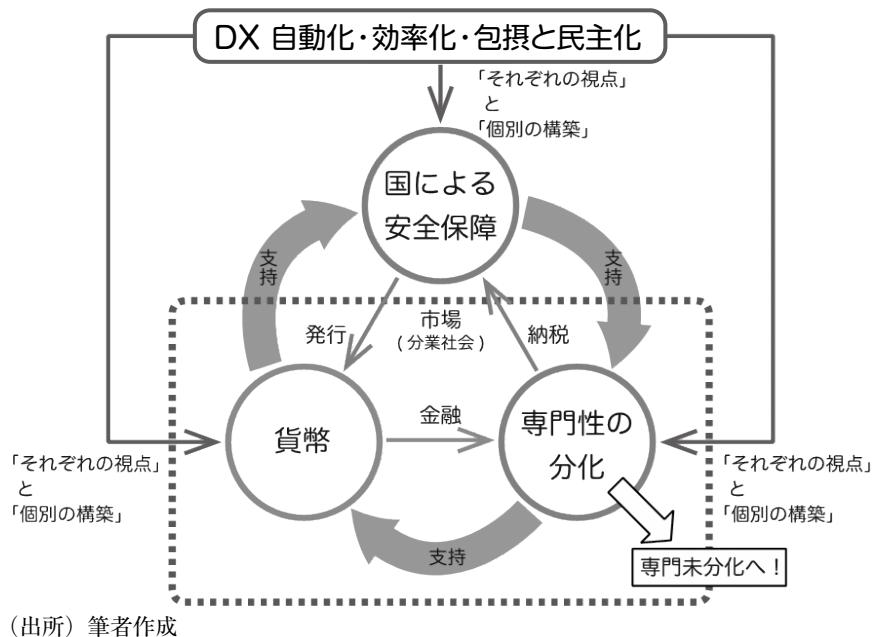 DX 自動化・効率化・包摂と民主化
「それぞれの視点」
と
「個別の構築」
国による
安全保障
支持
支持
発行
市場
(分業社会)
納税
貨幣
金融
専門性の
分化
「それぞれの視点」
と
「個別の構築」
「それぞれの視点」
と
「個別の構築」
支持
専門未分化へ！
（出所）筆者作成